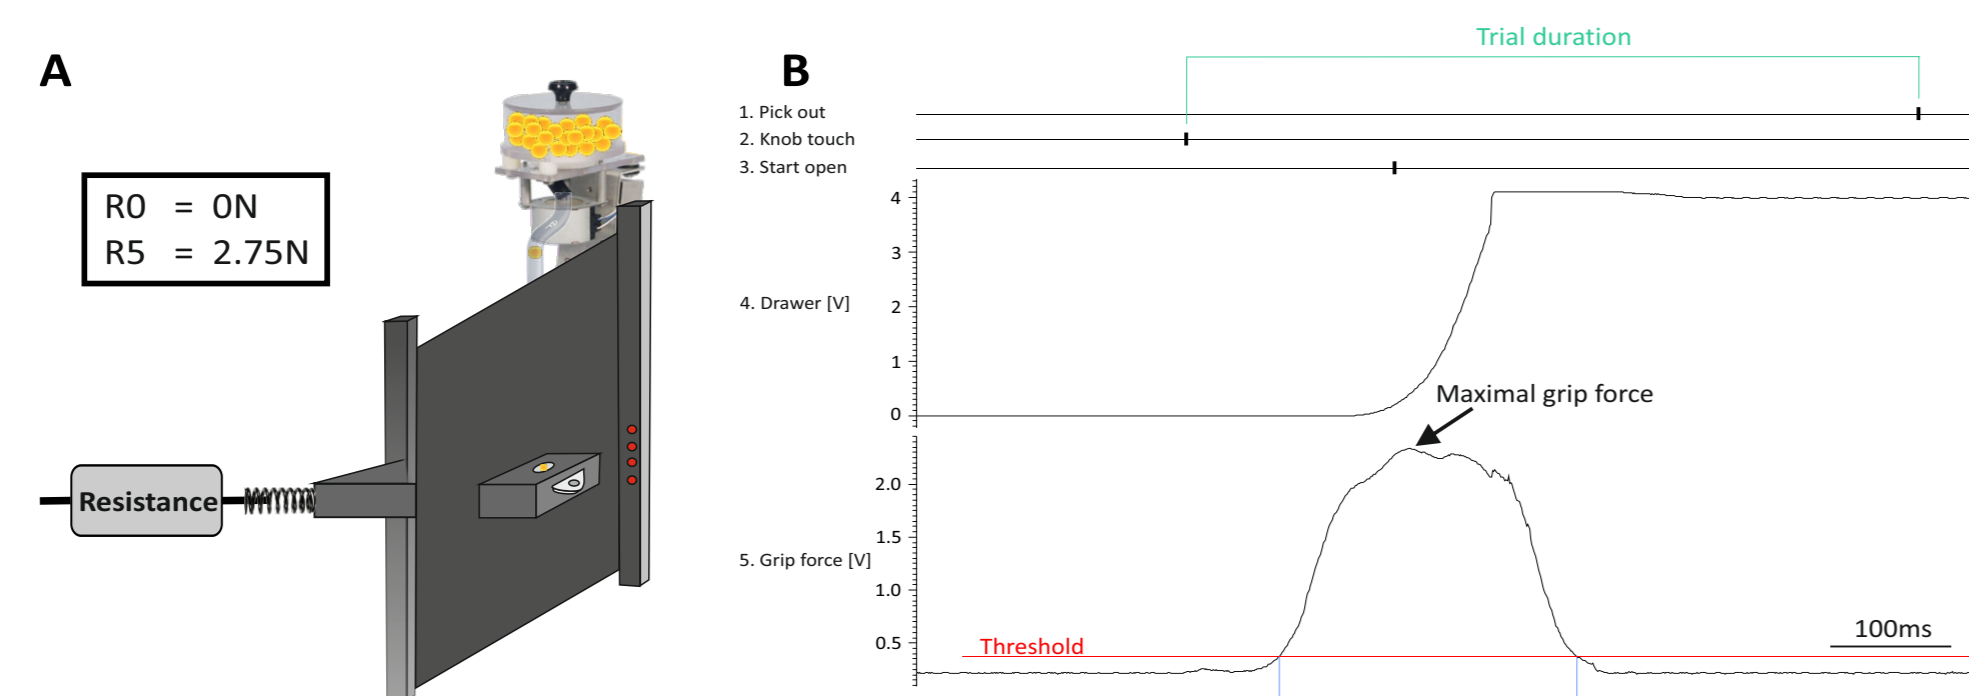 A
R0 = 0N
R5 = 2.75N
Resistance
B
Trial duration
1. Pick out
2. Knob touch
3. Start open
4
3
4. Drawer [V]
2
1
0
Maximal grip force
2.0
1.5
5. Grip force [V]
1.0
0.5
Threshold
100ms